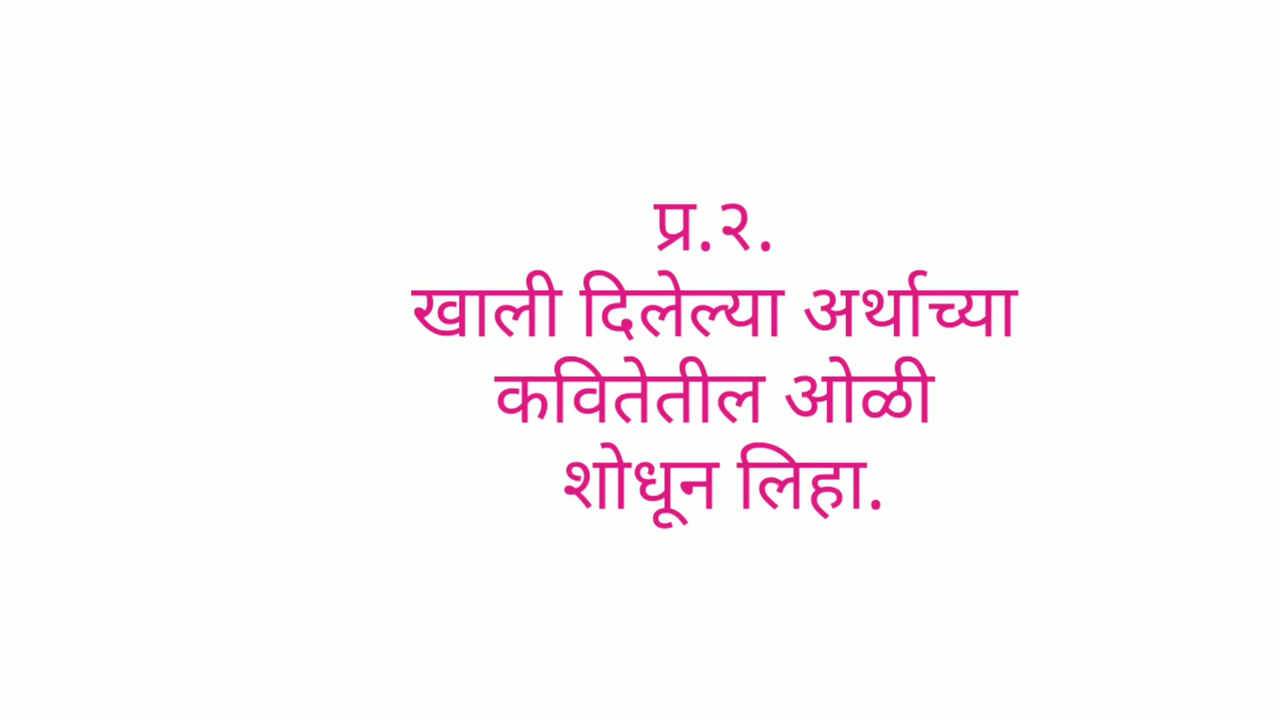 प्र.२.
खाली दिलेल्या अर्थाच्या
कवितेतील ओळी
शोधून लिहा.